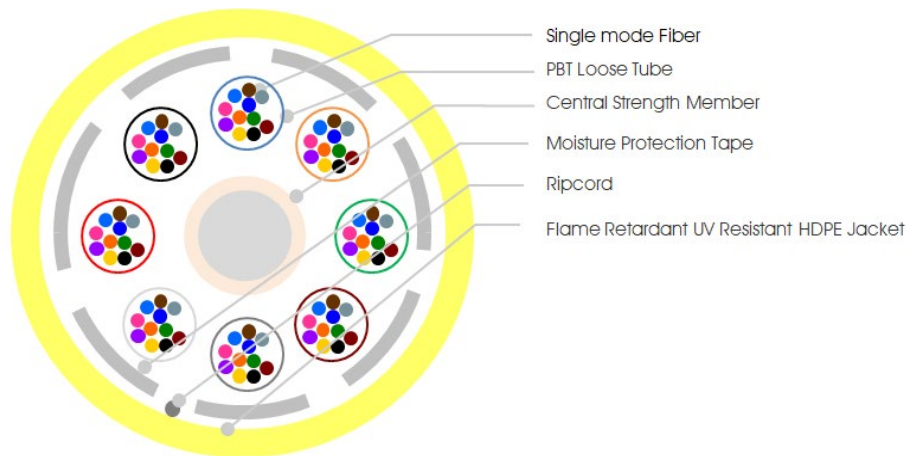 Single mode Fiber
PBT Loose Tube
Central Strength Member
Moisture Protection Tape
Ripcord
Flame Retardant UV Resistant HDPE Jacket